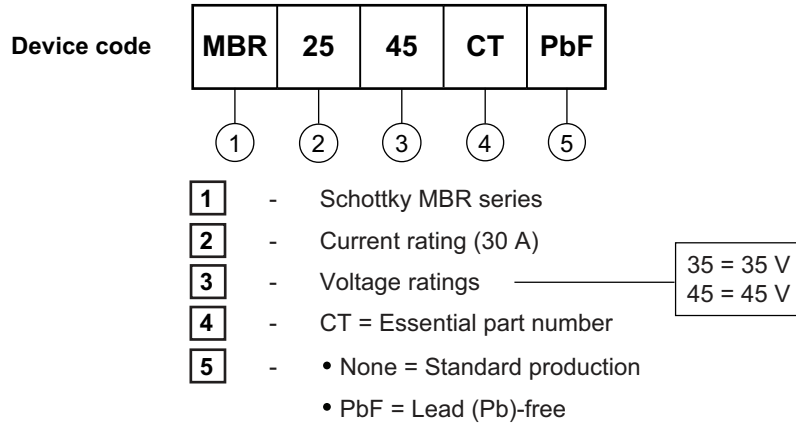 Device code
MBR 25 45 CT PbF
1 2 3 4 5
1 - Schottky MBR series
2 - Current rating (30 A)
3 - Voltage ratings
35 = 35 V
45 = 45 V
4 - CT = Essential part number
5 - • None = Standard production
• PbF = Lead (Pb)-free